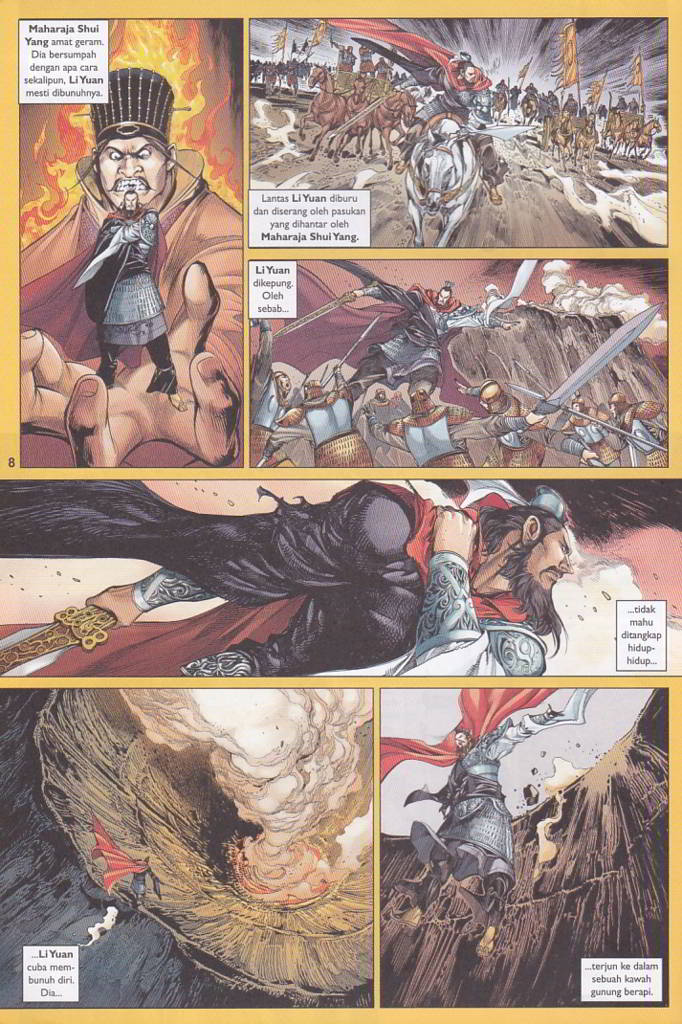 Maharaja Shui
Yang amat geram.
Dia bersumpah
dengan apa cara
sekalipun, Li Yuan
mesti dibunuhnya.
Lantas Li Yuan diburu
dan diserang oleh pasukan
yang dihantar oleh
Maharaja Shui Yang.
Li Yuan
dikepung.
Oleh
sebab...
8
...tidak
mahu
ditangkap
hidup-
hidup...
...Li Yuan
cuba mem-
bunuh diri.
Dia...
...terjun ke dalam
sebuah kawah
gunung berapi.